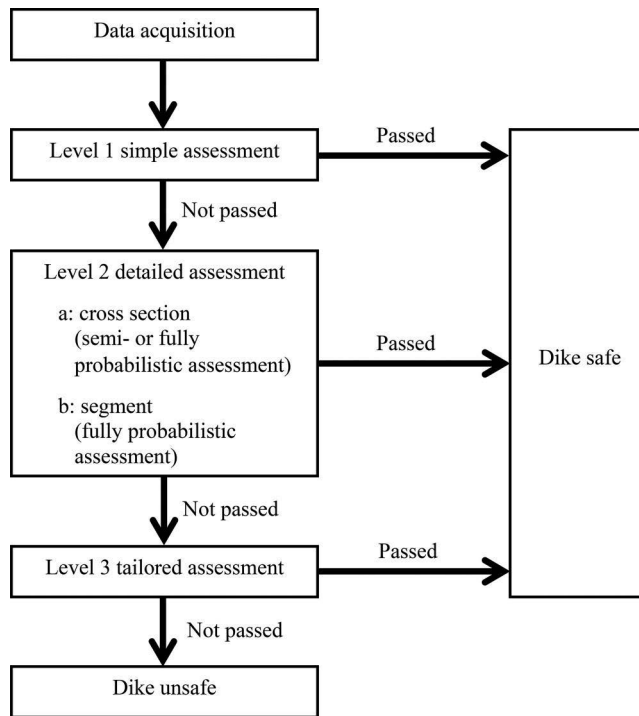 Data acquisition
Level 1 simple assessment
Passed
Not passed
Level 2 detailed assessment
a: cross section
(semi- or fully
probabilistic assessment)
b: segment
(fully probabilistic
assessment)
Passed
Dike safe
Not passed
Level 3 tailored assessment
Passed
Not passed
Dike unsafe